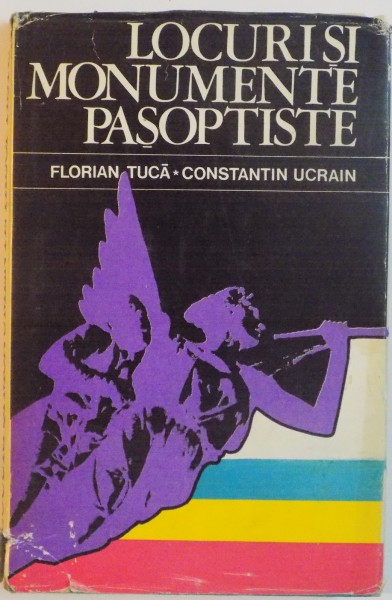 LOCURI ȘI
MONUMENTE
PAȘOPTISTE
FLORIAN TUCĂ * CONSTANTIN UCRAIN